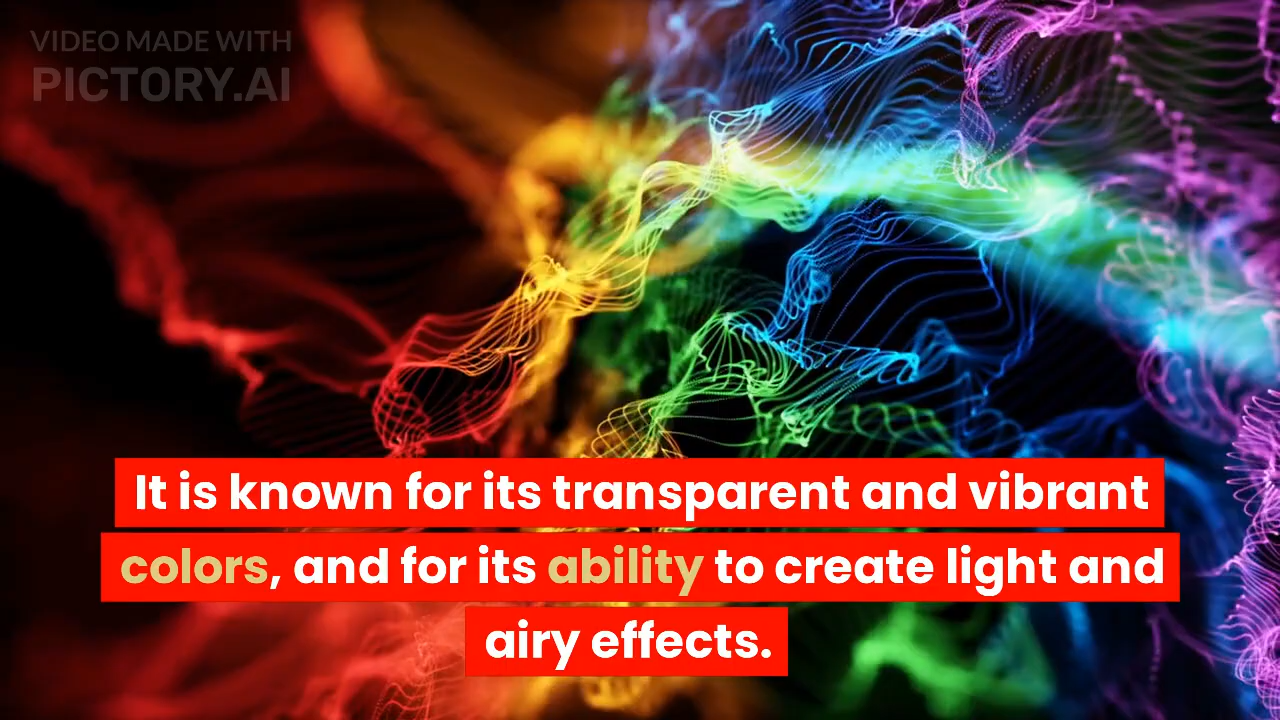 VIDEO MADE WITH
PICTORY.AI
It is known for its transparent and vibrant
colors, and for its ability to create light and
airy effects.